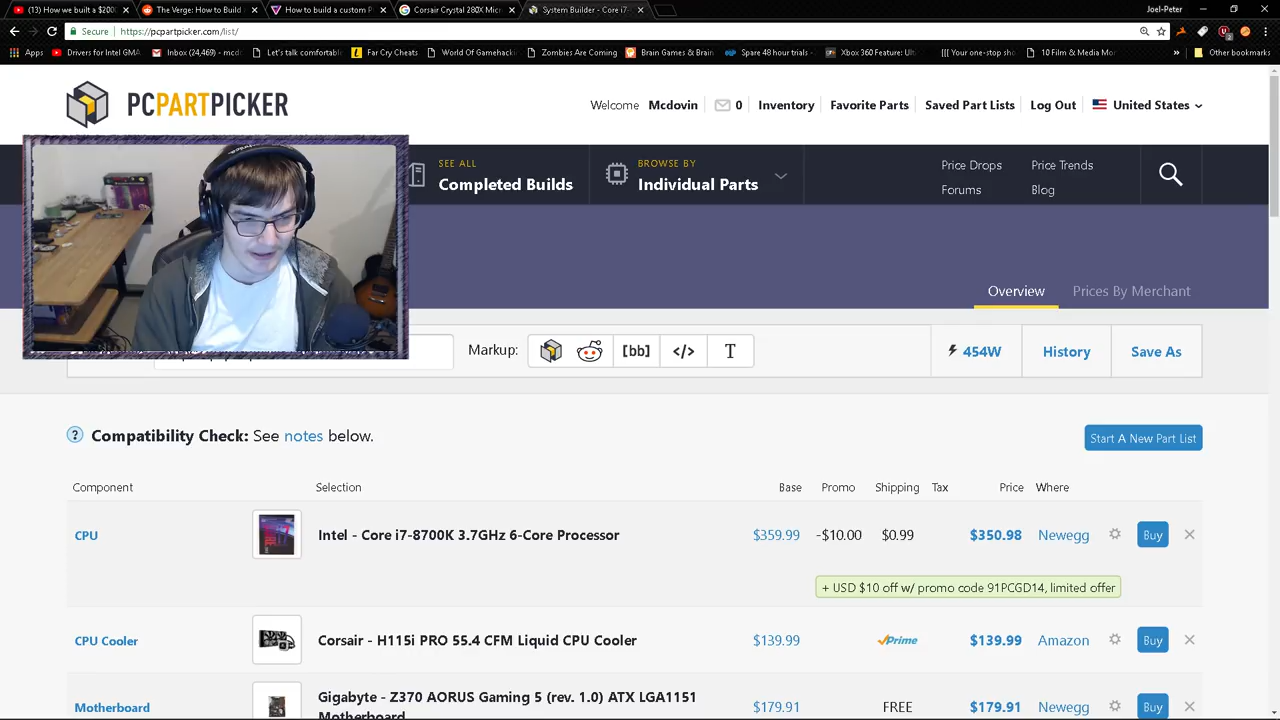 (13) How we built a $200
The Verge: How to Build
How to build a custom P
Corsair Crystal 280X Micr
System Builder - Core i7-
Joel-Peter
Secure
https://pcpartpicker.com/list/
Apps
Drivers for Intel GMA
Inbox (24,469) - mcd
Let's talk comfortable
Far Cry Cheats
World Of Gamehack
Zombies Are Coming
Brain Games & Brain
Spare 48 hour trials -
Xbox 360 Feature: Ult
[[[ Your one-stop sho
10 Film & Media Mo
Other bookmarks
PCPARTPICKER
Welcome Mcdovin 0 Inventory Favorite Parts Saved Part Lists Log Out United States
SEE ALL
Completed Builds
BROWSE BY
Individual Parts
Price Drops Price Trends
Forums Blog
Overview Prices By Merchant
Markup: [bb] </> T 454W History Save As
Compatibility Check: See notes below.
Start A New Part List
Component Selection Base Promo Shipping Tax Price Where
CPU Intel - Core i7-8700K 3.7GHz 6-Core Processor $359.99 -$10.00 $0.99 $350.98 Newegg Buy
+ USD $10 off w/ promo code 91PCGD14, limited offer
CPU Cooler Corsair - H115i PRO 55.4 CFM Liquid CPU Cooler $139.99 Prime $139.99 Amazon Buy
Gigabyte - Z370 AORUS Gaming 5 (rev. 1.0) ATX LGA1151
Motherboard $179.91 FREE $179.91 Newegg Buy
Motherboard